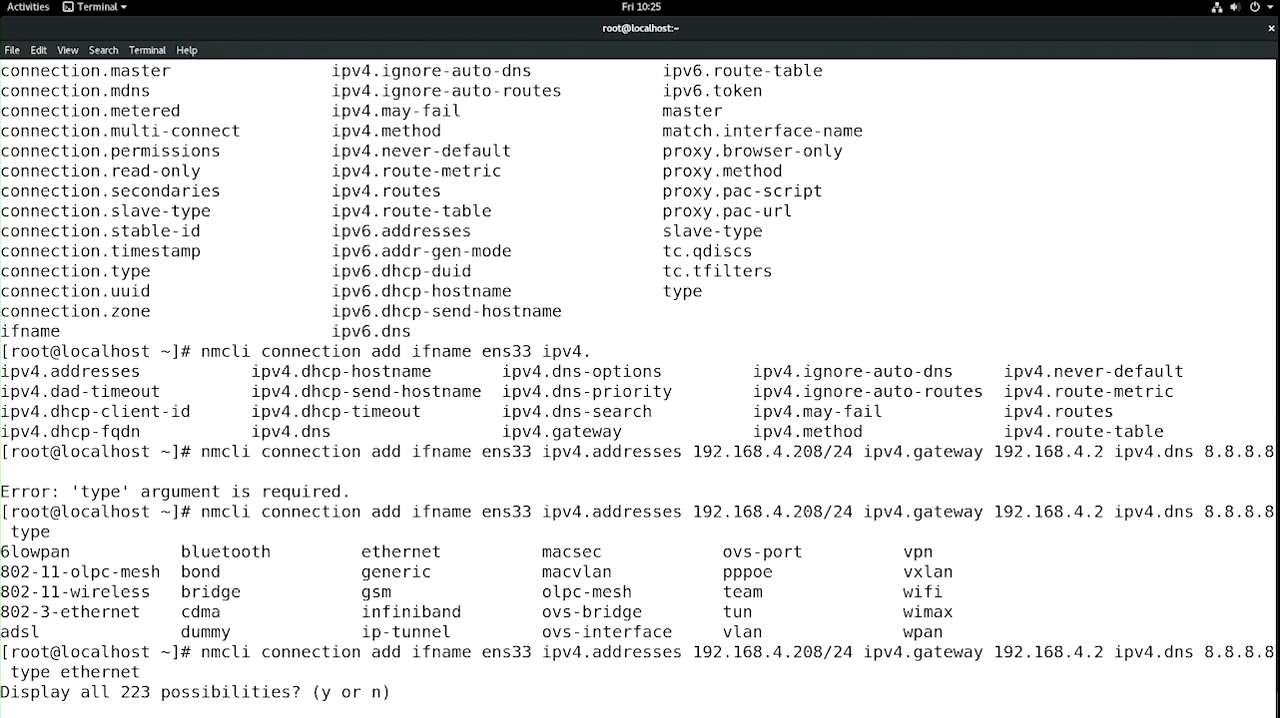 Activities Terminal Fri 10:25
root@localhost:~ ×
File Edit View Search Terminal Help
connection.master ipv4.ignore-auto-dns ipv6.route-table
connection.mdns ipv4.ignore-auto-routes ipv6.token
connection.metered ipv4.may-fail master
connection.multi-connect ipv4.method match.interface-name
connection.permissions ipv4.never-default proxy.browser-only
connection.read-only ipv4.route-metric proxy.method
connection.secondaries ipv4.routes proxy.pac-script
connection.slave-type ipv4.route-table proxy.pac-url
connection.stable-id ipv6.addresses slave-type
connection.timestamp ipv6.addr-gen-mode tc.qdiscs
connection.type ipv6.dhcp-duid tc.tfilters
connection.uuid ipv6.dhcp-hostname type
connection.zone ipv6.dhcp-send-hostname
ifname ipv6.dns
[root@localhost ~]# nmcli connection add ifname ens33 ipv4.
ipv4.addresses ipv4.dhcp-hostname ipv4.dns-options ipv4.ignore-auto-dns ipv4.never-default
ipv4.dad-timeout ipv4.dhcp-send-hostname ipv4.dns-priority ipv4.ignore-auto-routes ipv4.route-metric
ipv4.dhcp-client-id ipv4.dhcp-timeout ipv4.dns-search ipv4.may-fail ipv4.routes
ipv4.dhcp-fqdn ipv4.dns ipv4.gateway ipv4.method ipv4.route-table
[root@localhost ~]# nmcli connection add ifname ens33 ipv4.addresses 192.168.4.208/24 ipv4.gateway 192.168.4.2 ipv4.dns 8.8.8.8
Error: 'type' argument is required.
[root@localhost ~]# nmcli connection add ifname ens33 ipv4.addresses 192.168.4.208/24 ipv4.gateway 192.168.4.2 ipv4.dns 8.8.8.8
type
6lowpan bluetooth ethernet macsec ovs-port vpn
802-11-olpc-mesh bond generic macvlan pppoe vxlan
802-11-wireless bridge gsm olpc-mesh team wifi
802-3-ethernet cdma infiniband ovs-bridge tun wimax
adsl dummy ip-tunnel ovs-interface vlan wpan
[root@localhost ~]# nmcli connection add ifname ens33 ipv4.addresses 192.168.4.208/24 ipv4.gateway 192.168.4.2 ipv4.dns 8.8.8.8
type ethernet
Display all 223 possibilities? (y or n)